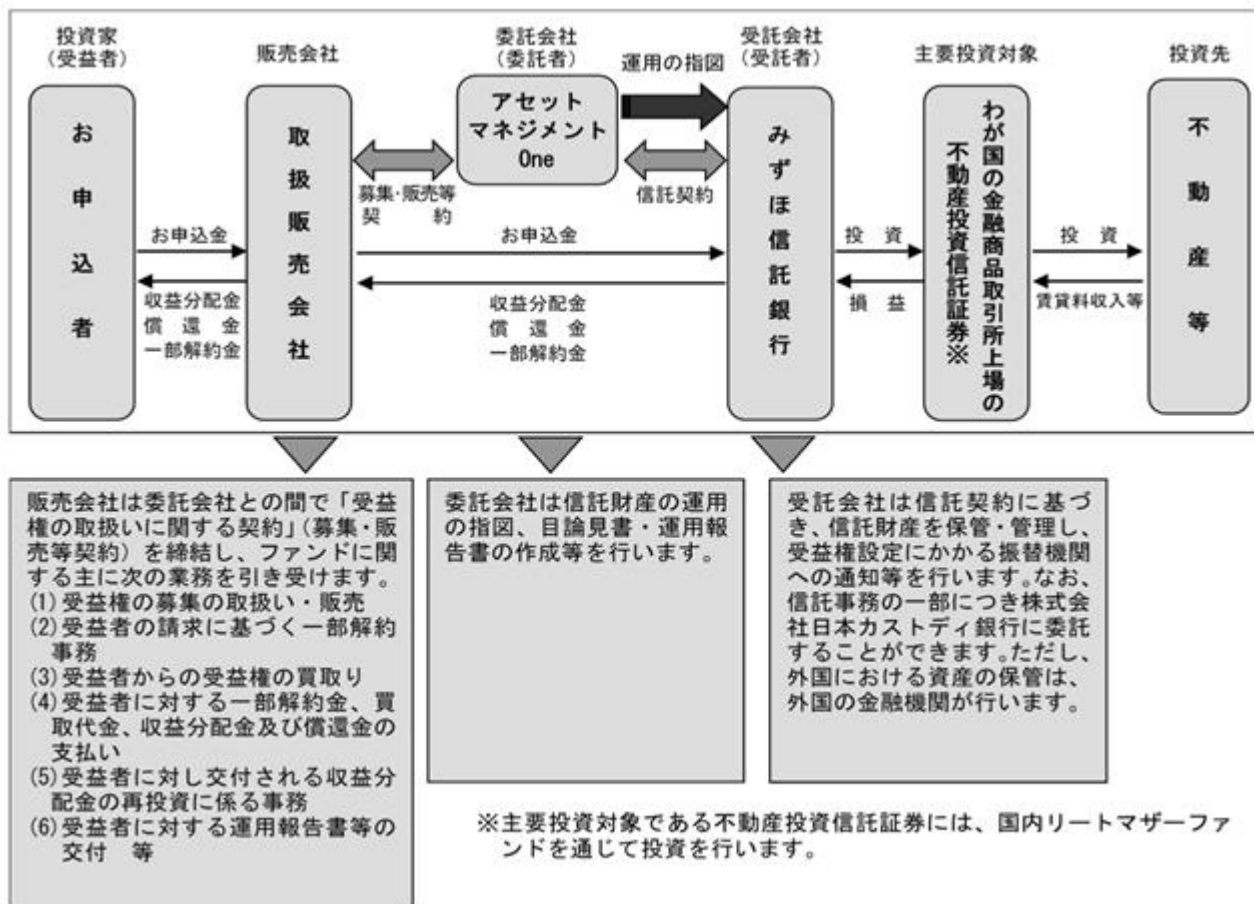 投資家
(受益者)
販売会社
委託会社
(委託者)
運用の指図
受託会社
(受託者)
主要投資対象
投資先
お申込者
取扱販売会社
アセット
マネジメント
One
みずほ信託銀行
わが国の金融商品取引所上場の
不動産投資信託証券※
不動産等
募集・販売等
契　約
信託契約
お申込金
収益分配金
償　還　金
一部解約金
お申込金
収益分配金
償　還　金
一部解約金
投　資
損　益
投　資
賃貸料収入等
販売会社は委託会社との間で「受益
権の取扱いに関する契約」(募集・販
売等契約）を締結し、ファンドに関
する主に次の業務を引き受けます。
(1)受益権の募集の取扱い・販売
(2)受益者の請求に基づく一部解約
事務
(3)受益者からの受益権の買取り
(4)受益者に対する一部解約金、買
取代金、収益分配金及び償還金の
支払い
(5)受益者に対し交付される収益分
配金の再投資に係る事務
(6)受益者に対する運用報告書等の
交付　等
委託会社は信託財産の運用
の指図、目論見書・運用報
告書の作成等を行います。
受託会社は信託契約に基づ
き、信託財産を保管・管理し、
受益権設定にかかる振替機関
への通知等を行います。なお、
信託事務の一部につき株式会
社日本カストディ銀行に委託
することができます。ただし、
外国における資産の保管は、
外国の金融機関が行います。
※主要投資対象である不動産投資信託証券には、国内リートマザーファ
ンドを通じて投資を行います。